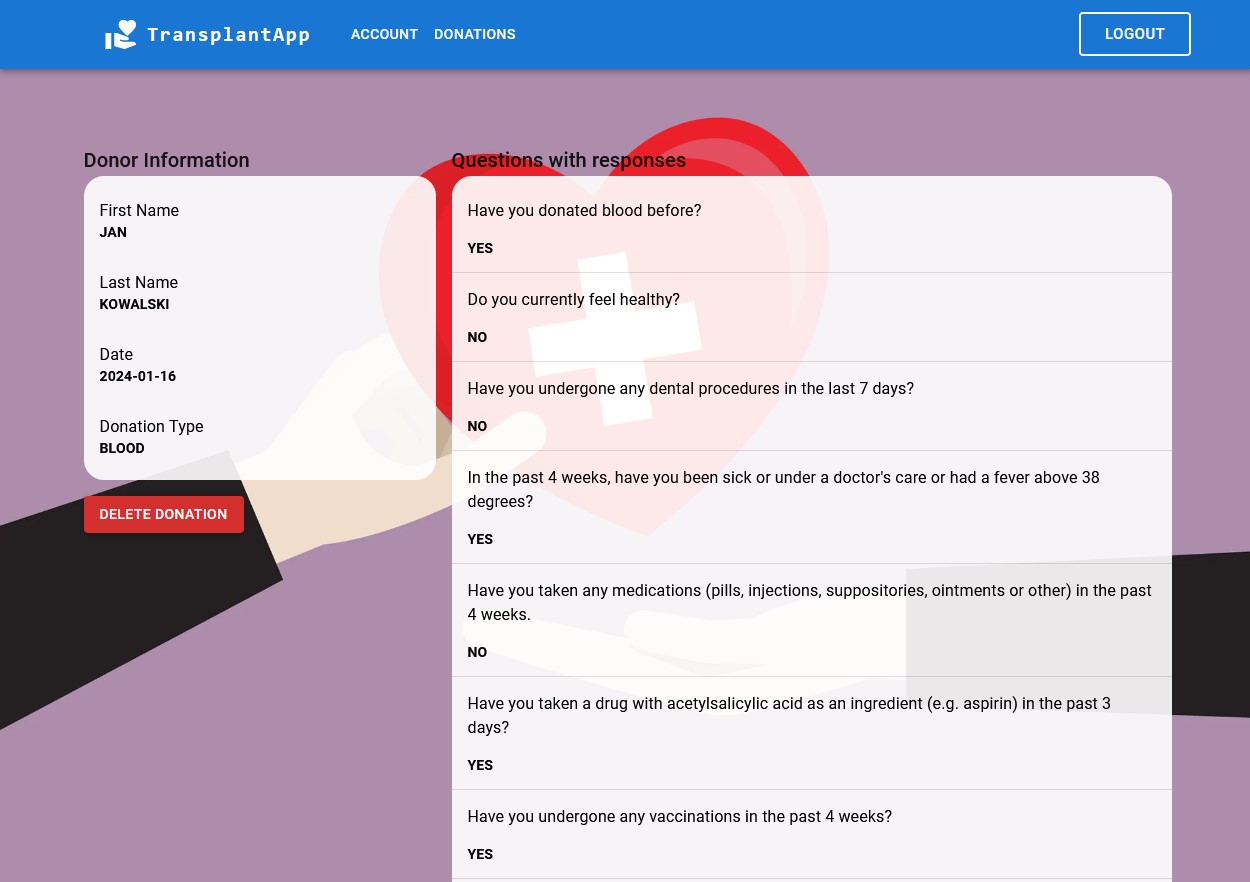 TransplantApp
ACCOUNT
DONATIONS
LOGOUT
Donor Information
First Name
JAN
Last Name
KOWALSKI
Date
2024-01-16
Donation Type
BLOOD
DELETE DONATION
Questions with responses
Have you donated blood before?
YES
Do you currently feel healthy?
NO
Have you undergone any dental procedures in the last 7 days?
NO
In the past 4 weeks, have you been sick or under a doctor's care or had a fever above 38
degrees?
YES
Have you taken any medications (pills, injections, suppositories, ointments or other) in the past
4 weeks.
NO
Have you taken a drug with acetylsalicylic acid as an ingredient (e.g. aspirin) in the past 3
days?
YES
Have you undergone any vaccinations in the past 4 weeks?
YES